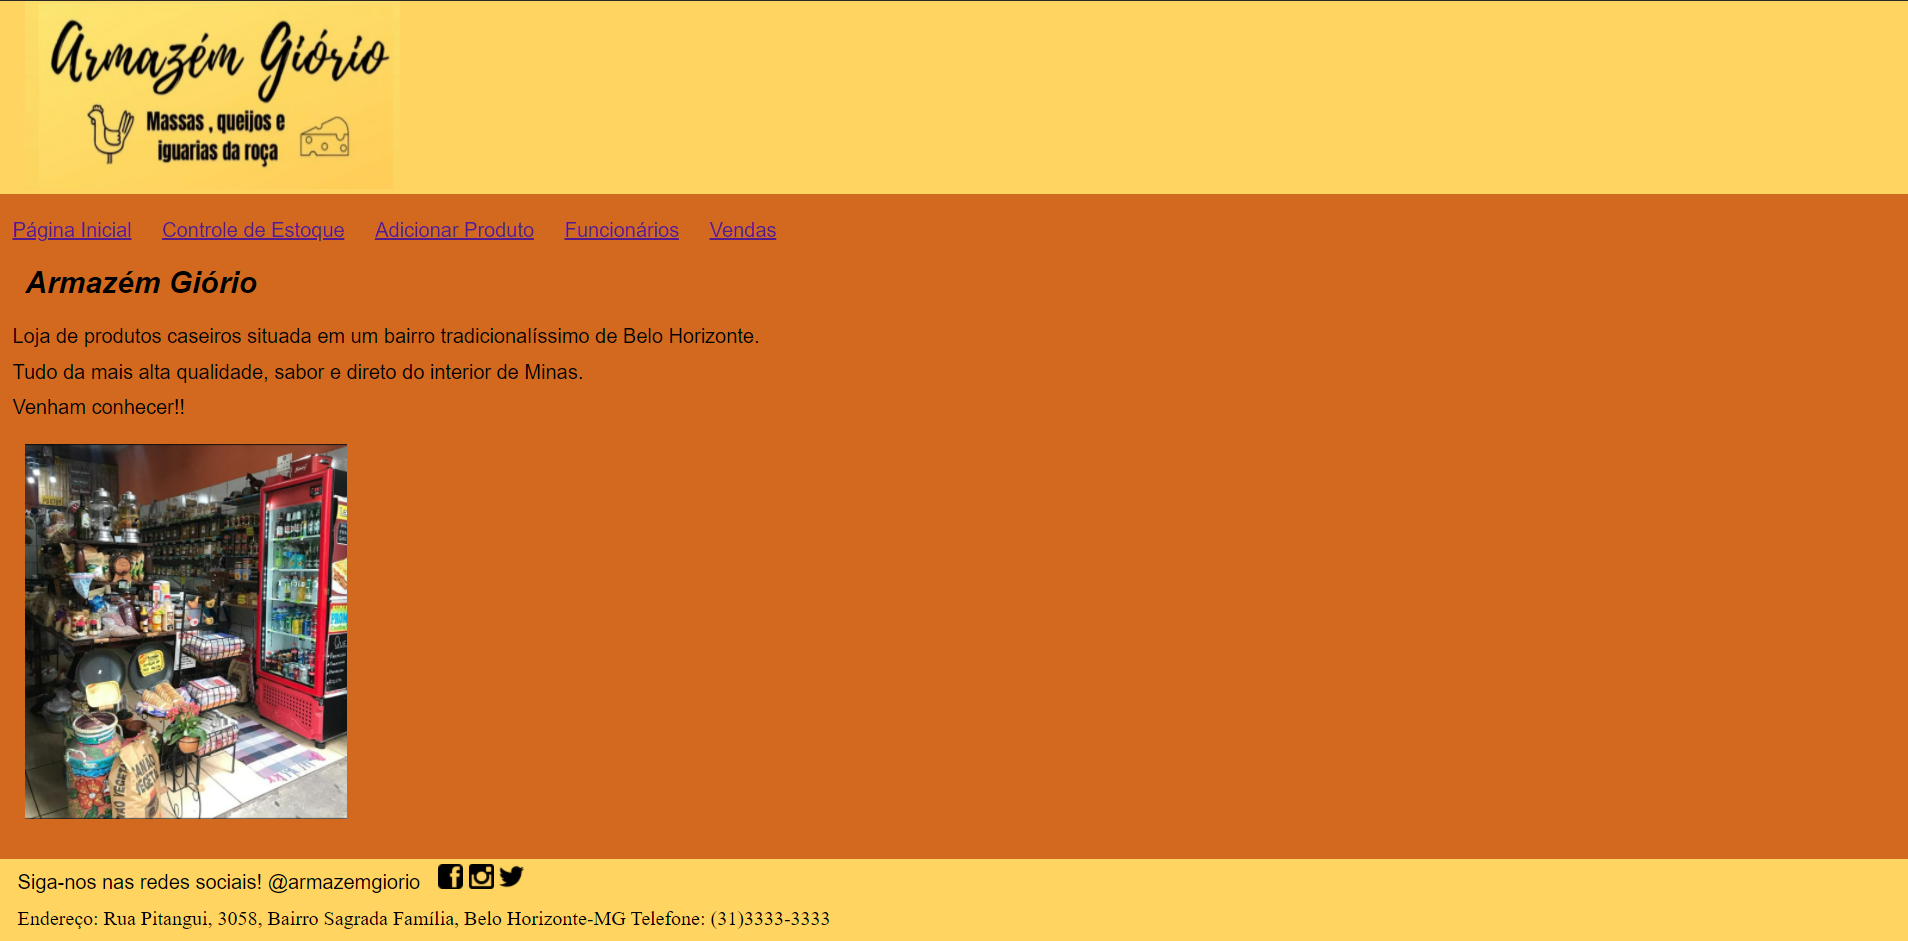 Armazém Giório
Massas , queijos e
iguarias da roça
Página Inicial Controle de Estoque Adicionar Produto Funcionários Vendas
Armazém Giório
Loja de produtos caseiros situada em um bairro tradicionalíssimo de Belo Horizonte.
Tudo da mais alta qualidade, sabor e direto do interior de Minas.
Venham conhecer!!
Siga-nos nas redes sociais! @armazemgiorio
Endereço: Rua Pitangui, 3058, Bairro Sagrada Família, Belo Horizonte-MG Telefone: (31)3333-3333